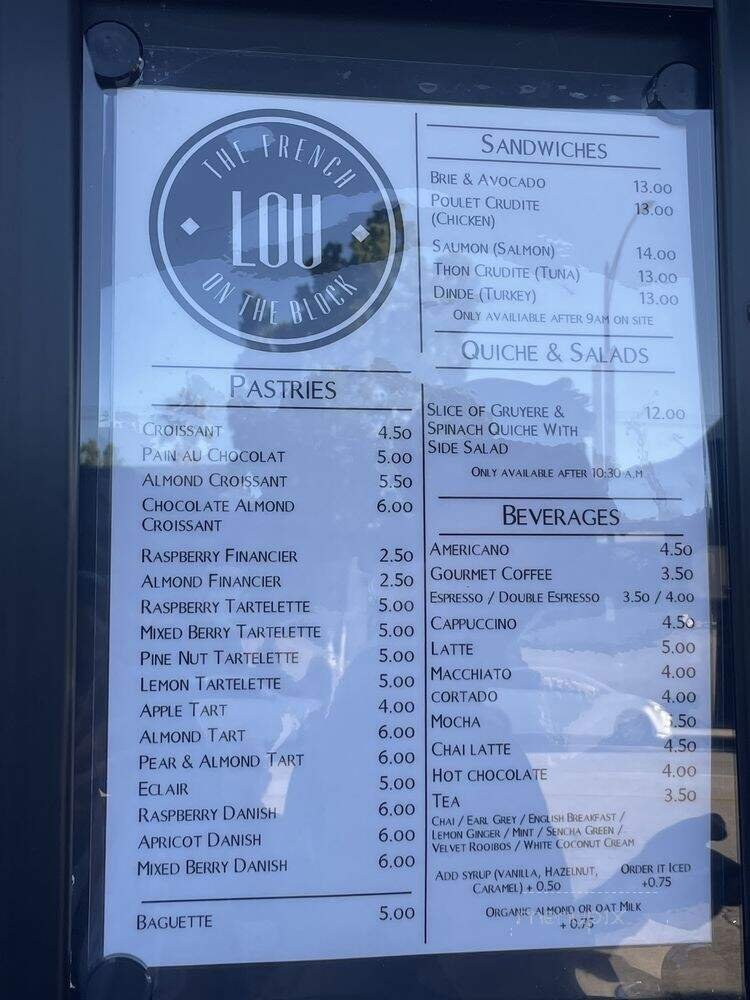 THE FRENCH
LOU
ON THE BLOCK
PASTRIES
CROISSANT 4.50
PAIN AU CHOCOLAT 5.00
ALMOND CROISSANT 5.50
CHOCOLATE ALMOND 6.00
CROISSANT
RASPBERRY FINANCIER 2.50
ALMOND FINANCIER 2.50
RASPBERRY TARTELETTE 5.00
MIXED BERRY TARTELETTE 5.00
PINE NUT TARTELETTE 5.00
LEMON TARTELETTE 5.00
APPLE TART 4.00
ALMOND TART 6.00
PEAR & ALMOND TART 6.00
ECLAIR 5.00
RASPBERRY DANISH 6.00
APRICOT DANISH 6.00
MIXED BERRY DANISH 6.00
BAGUETTE 5.00
SANDWICHES
BRIE & AVOCADO 13.00
POULET CRUDITE 13.00
(CHICKEN)
SAUMON (SALMON) 14.00
THON CRUDITE (TUNA) 13.00
DINDE (TURKEY) 13.00
ONLY AVAILIABLE AFTER 9AM ON SITE
QUICHE & SALADS
SLICE OF GRUYERE & 12.00
SPINACH QUICHE WITH
SIDE SALAD
ONLY AVAILABLE AFTER 10:30 A.M
BEVERAGES
AMERICANO 4.50
GOURMET COFFEE 3.50
ESPRESSO / DOUBLE ESPRESSO 3.50 / 4.00
CAPPUCCINO 4.50
LATTE 5.00
MACCHIATO 4.00
CORTADO 4.00
MOCHA
CHAI LATTE 4.50
HOT CHOCOLATE 4.00
TEA 3.50
CHAI / EARL GREY / ENGLISH BREAKFAST /
LEMON GINGER / MINT / SENCHA GREEN /
VELVET ROOIBOS / WHITE COCONUT CREAM
ADD SYRUP (VANILLA, HAZELNUT,
CARAMEL) + 0.50
ORDER IT ICED
+0.75
ORGANIC ALMOND OR OAT MILK
+ 0.75